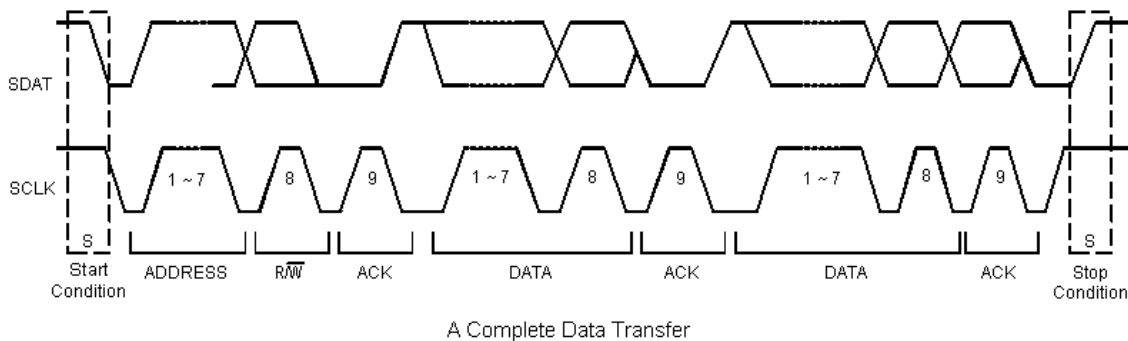 SDAT
SCLK
1 ~ 7 8 9 1 ~ 7 8 9 1 ~ 7 8 9
S S
Start Condition ADDRESS R/W̅ ACK DATA ACK DATA ACK Stop Condition
A Complete Data Transfer